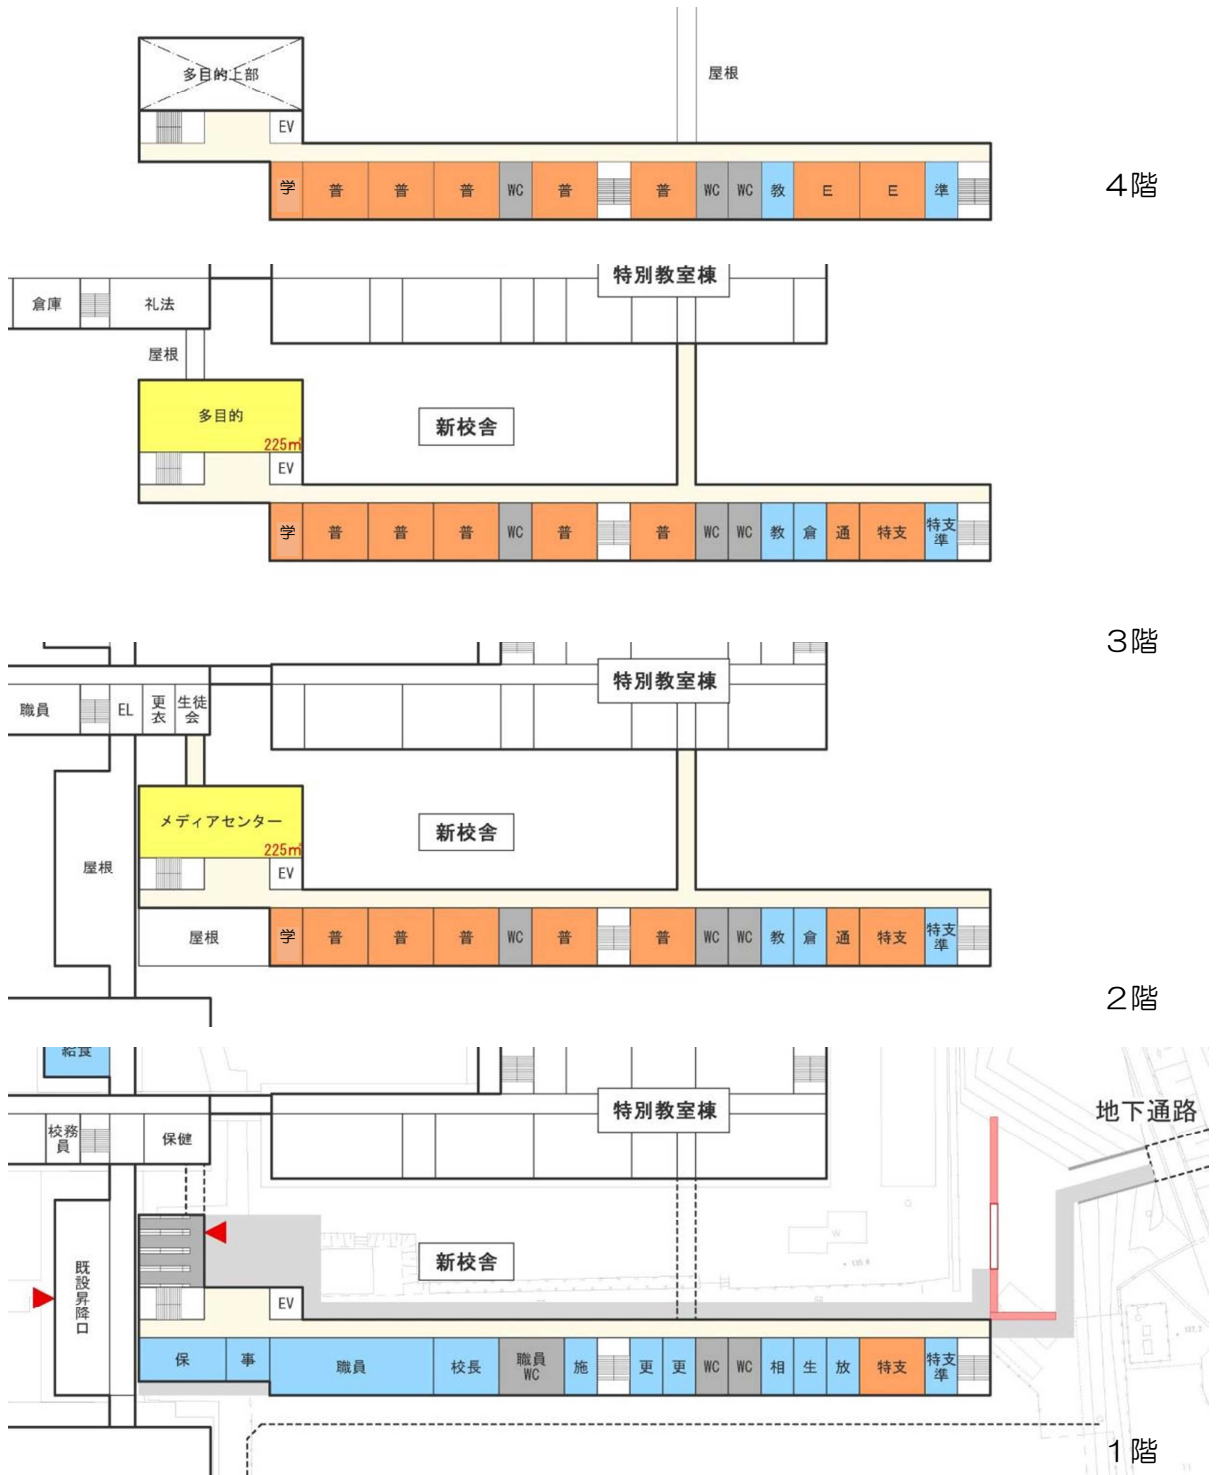 多目的上部
屋根
EV
学 普 普 普 WC 普 普 WC WC 教 E E 準
4階
特別教室棟
倉庫 礼法
屋根
多目的
225㎡
新校舎
EV
学 普 普 普 WC 普 普 WC WC 教 倉 通 特支 特支準
3階
特別教室棟
職員 EL 更衣 生徒会
メディアセンター
225㎡
新校舎
屋根
EV
屋根
学 普 普 普 WC 普 普 WC WC 教 倉 通 特支 特支準
2階
給食
特別教室棟
地下通路
校務員 保健
新校舎
既設昇降口
EV
保 事 職員 校長 職員WC 施 更 更 WC WC 相 生 放 特支 特支準
1階